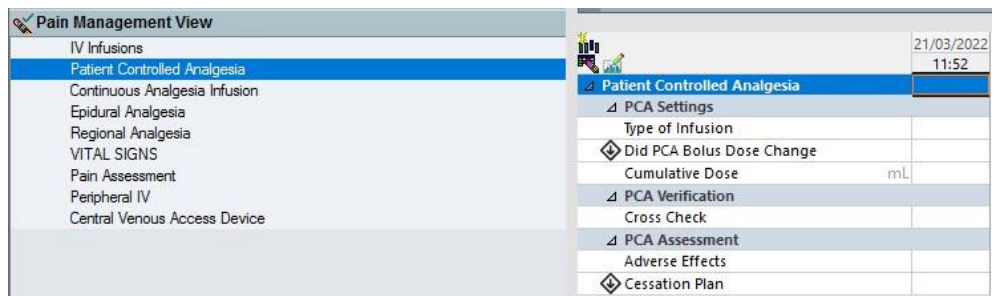 Pain Management View
IV Infusions
Patient Controlled Analgesia
Continuous Analgesia Infusion
Epidural Analgesia
Regional Analgesia
VITAL SIGNS
Pain Assessment
Peripheral IV
Central Venous Access Device
21/03/2022
11:52
Patient Controlled Analgesia
PCA Settings
Type of Infusion
Did PCA Bolus Dose Change
Cumulative Dose mL
PCA Verification
Cross Check
PCA Assessment
Adverse Effects
Cessation Plan